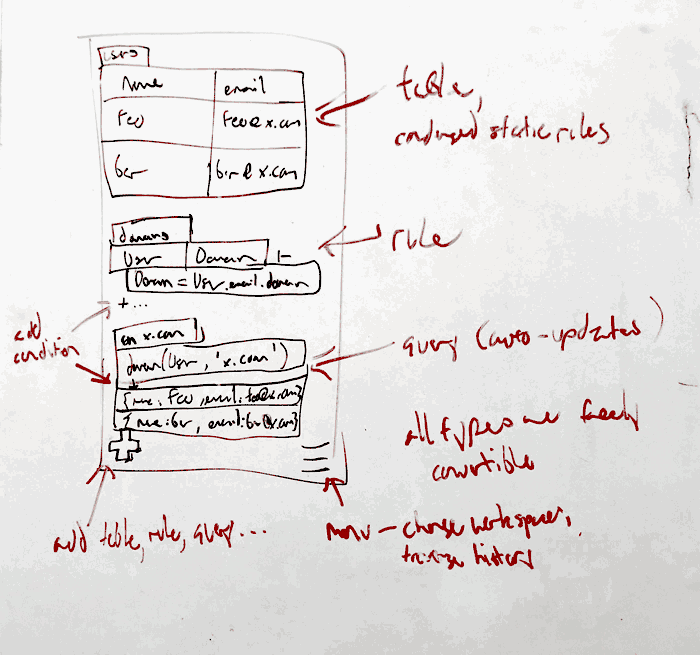 users
name email
foo foo@x.com
bar bar@x.com
table,
condensed static rules
domains
User Domain :-
Domain = User.email.domain
+ ...
rule
add
condition
on x.com
domain(User, 'x.com')
{name: foo, email: foo@x.com}
{name: bar, email: bar@x.com}
query (auto-updates)
all types are freely
convertible
add table, rule, query ...
menu — change workspaces,
history